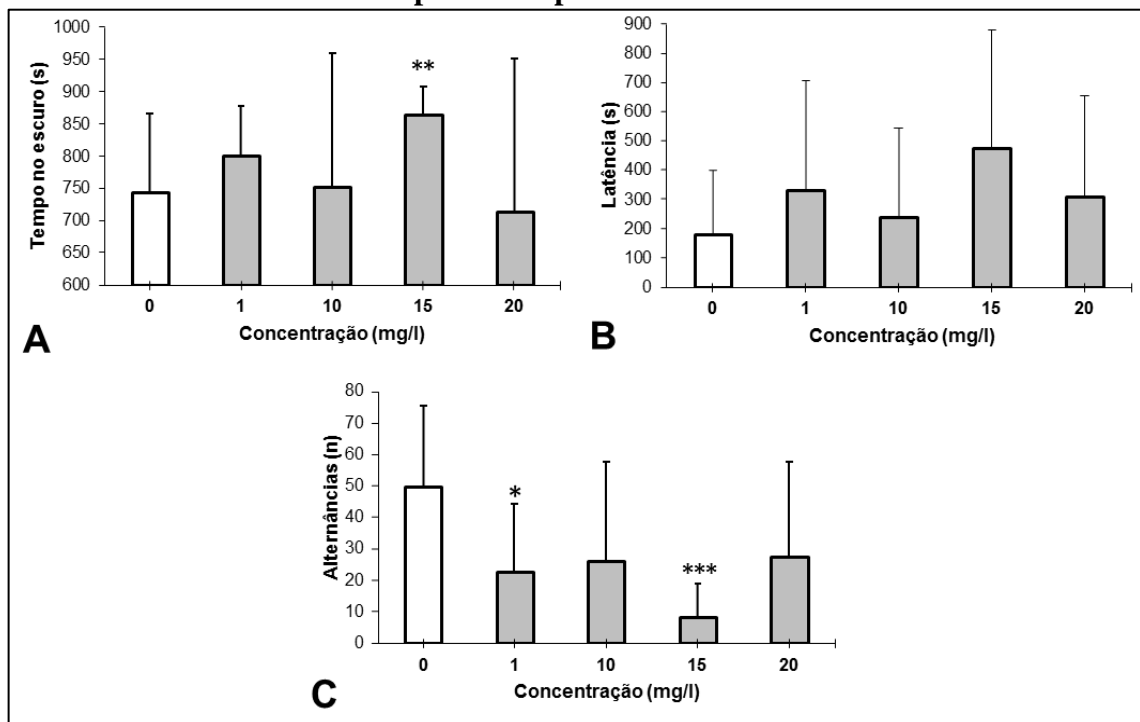 1000
950
900
850
800
750
700
650
600
Tempo no escuro (s)
**
0 1 10 15 20
Concentração (mg/l)
A
900
800
700
600
500
400
300
200
100
0
Latência (s)
0 1 10 15 20
Concentração (mg/l)
B
80
70
60
50
40
30
20
10
0
Alternâncias (n)
*
***
0 1 10 15 20
Concentração (mg/l)
C